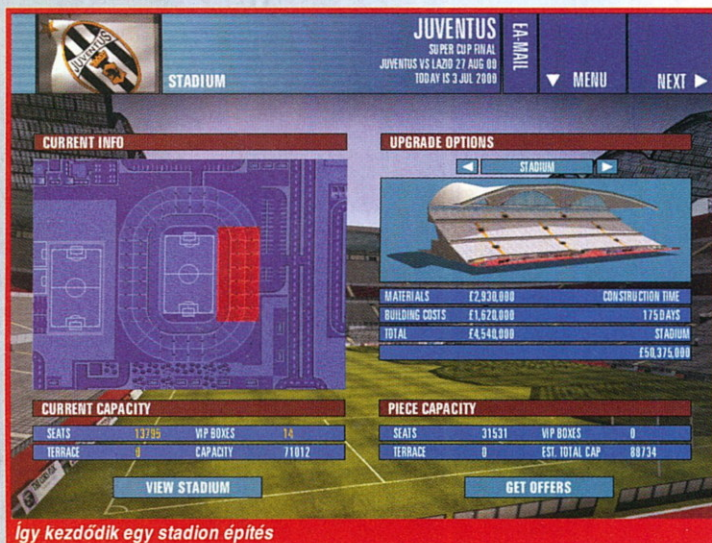 JUVENTUS
STADIUM
JUVENTUS
SUPER CUP FINAL
JUVENTUS VS LAZIO 27 AUG 00
TODAY IS 3 JUL 2000
EA-MAIL
▼ MENU
NEXT ►
CURRENT INFO
UPGRADE OPTIONS
◄ STADIUM ►
MATERIALS £2,930,000 CONSTRUCTION TIME
BUILDING COSTS £1,620,000 175 DAYS
TOTAL £4,540,000 STADIUM
£50,375,000
CURRENT CAPACITY
SEATS 13795 VIP BOXES 14
TERRACE 0 CAPACITY 71012
PIECE CAPACITY
SEATS 31531 VIP BOXES 0
TERRACE 0 EST. TOTAL CAP 88734
VIEW STADIUM
GET OFFERS
Így kezdődik egy stadion építés